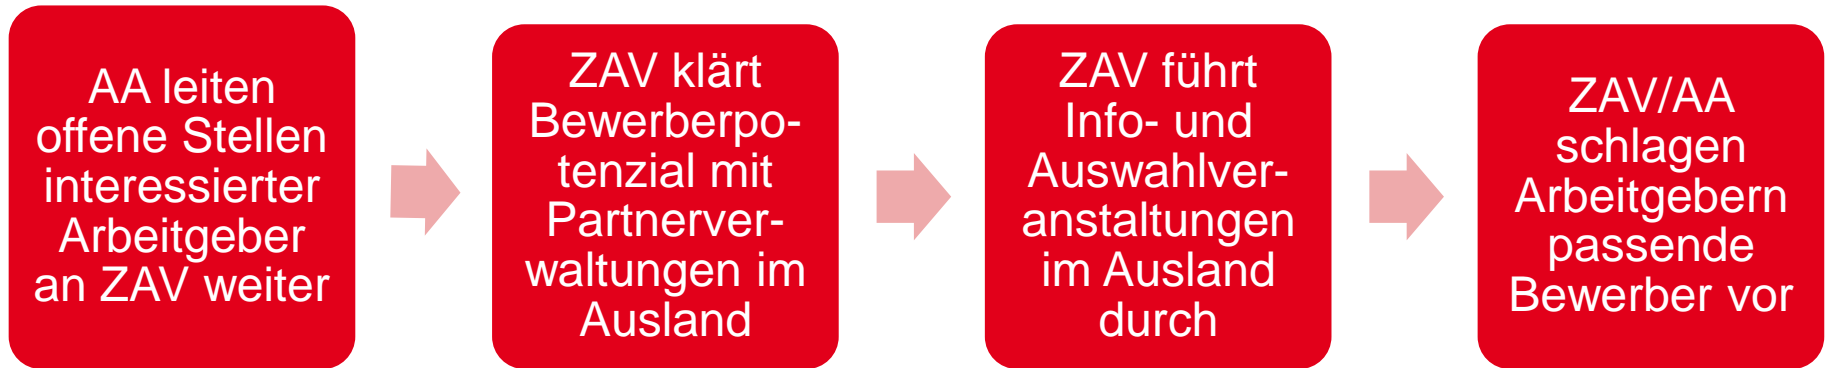 AA leiten
offene Stellen
interessierter
Arbeitgeber
an ZAV weiter
ZAV klärt
Bewerberpo-
tenzial mit
Partnerver-
waltungen im
Ausland
ZAV führt
Info- und
Auswahlver-
anstaltungen
im Ausland
durch
ZAV/AA
schlagen
Arbeitgebern
passende
Bewerber vor